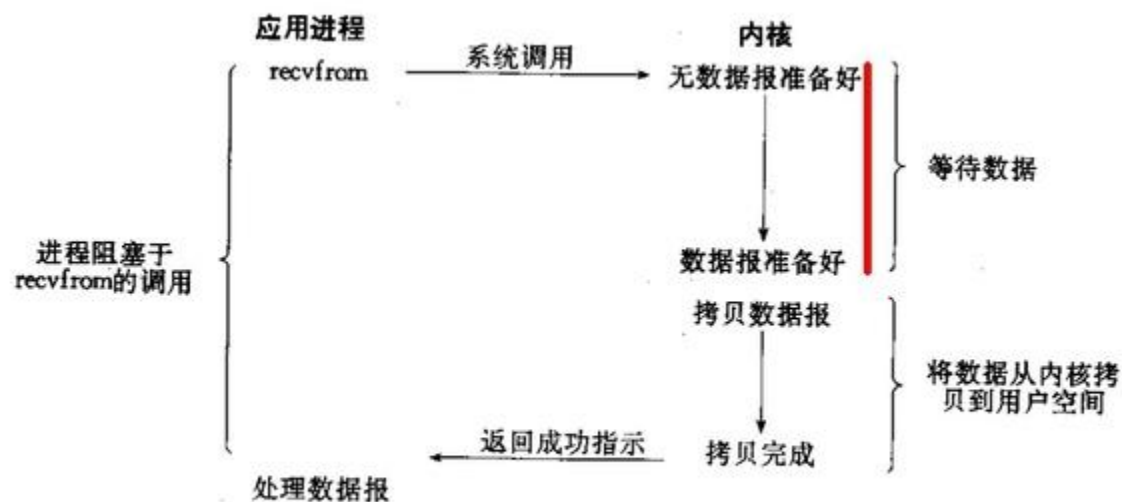 应用进程
内核
recvfrom
系统调用
无数据报准备好
等待数据
进程阻塞于
recvfrom的调用
数据报准备好
拷贝数据报
将数据从内核拷
贝到用户空间
返回成功指示
拷贝完成
处理数据报